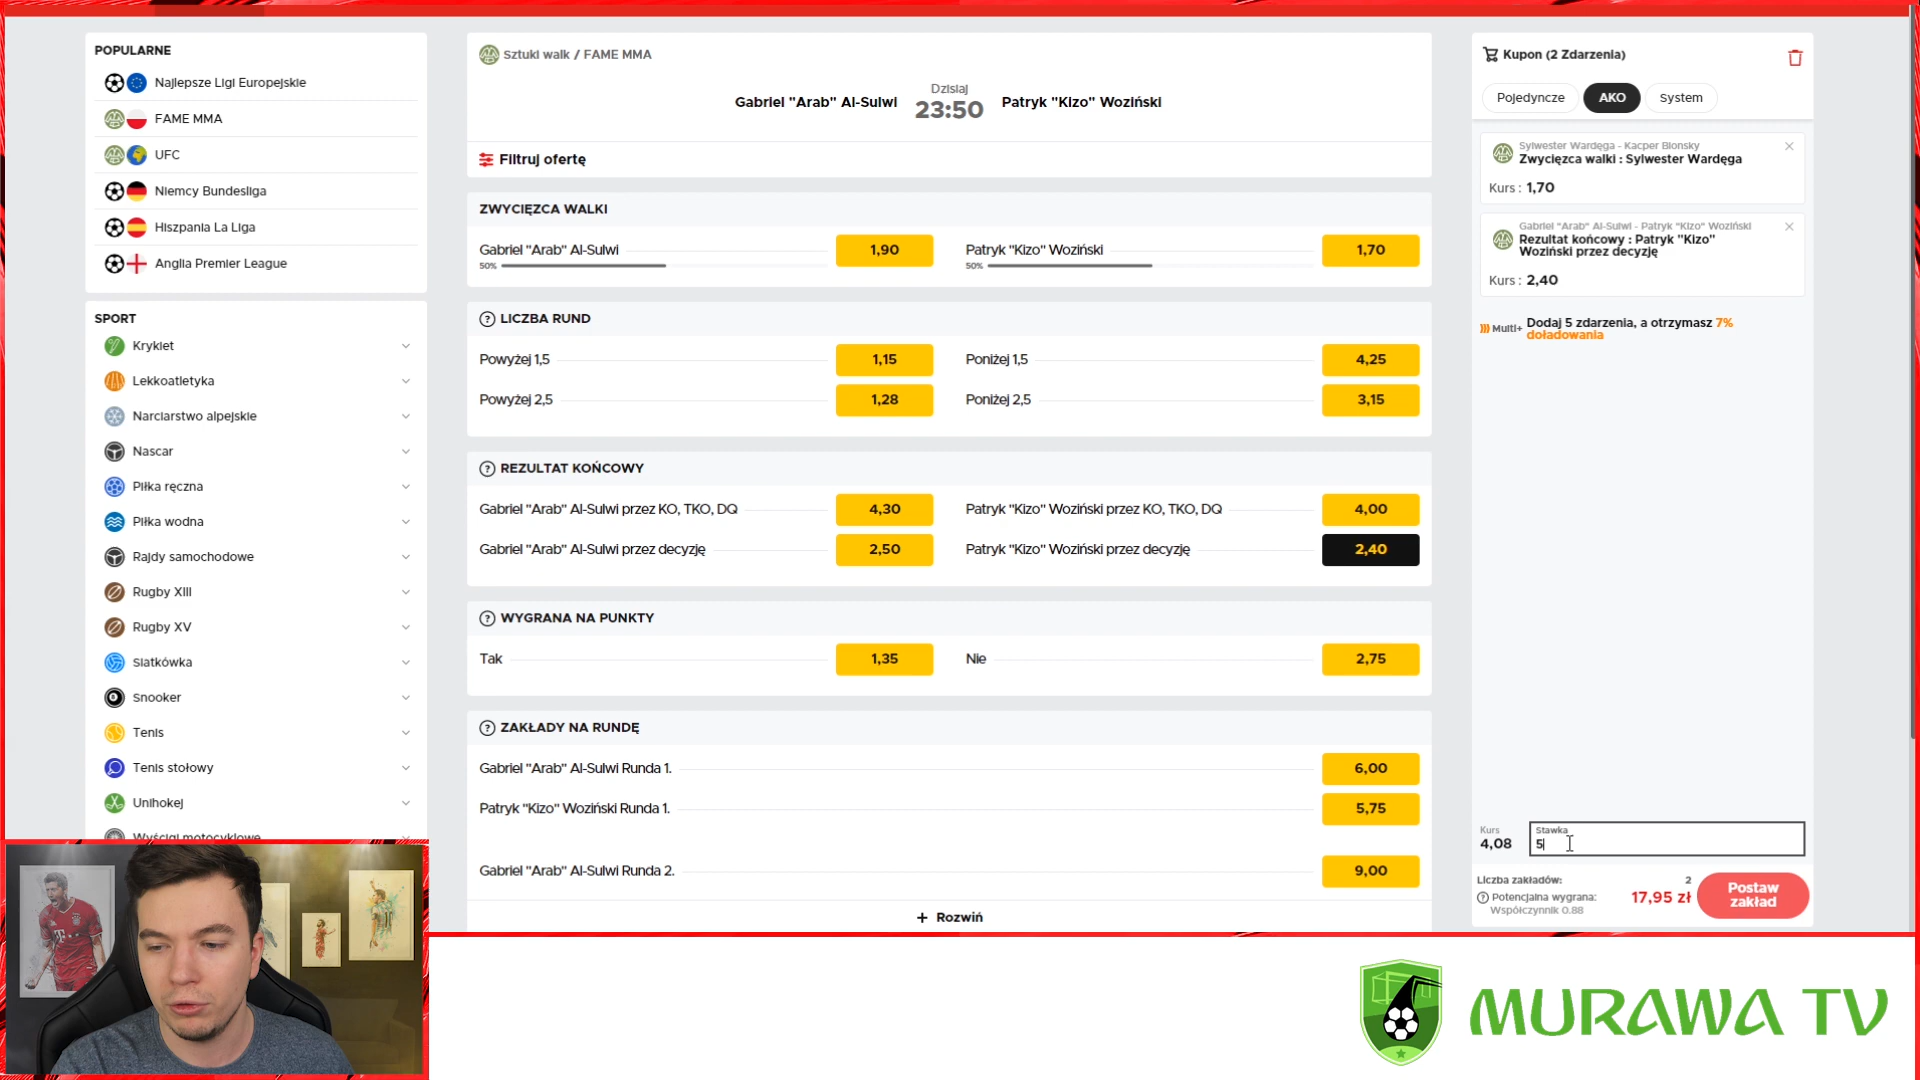 POPULARNE
Najlepsze Ligi Europejskie
FAME MMA
UFC
Niemcy Bundesliga
Hiszpania La Liga
Anglia Premier League
SPORT
Krykiet
Lekkoatletyka
Narciarstwo alpejskie
Nascar
Piłka ręczna
Piłka wodna
Rajdy samochodowe
Rugby XIII
Rugby XV
Siatkówka
Snooker
Tenis
Tenis stołowy
Unihokej
Wyścigi motocyklowe
Sztuki walk / FAME MMA
Dzisiaj
Gabriel "Arab" Al-Sulwi 23:50 Patryk "Kizo" Woziński
Filtruj ofertę
ZWYCIĘZCA WALKI
Gabriel "Arab" Al-Sulwi 1,90 Patryk "Kizo" Woziński 1,70
50% 50%
? LICZBA RUND
Powyżej 1,5 1,15 Poniżej 1,5 4,25
Powyżej 2,5 1,28 Poniżej 2,5 3,15
? REZULTAT KOŃCOWY
Gabriel "Arab" Al-Sulwi przez KO, TKO, DQ 4,30 Patryk "Kizo" Woziński przez KO, TKO, DQ 4,00
Gabriel "Arab" Al-Sulwi przez decyzję 2,50 Patryk "Kizo" Woziński przez decyzję 2,40
? WYGRANA NA PUNKTY
Tak 1,35 Nie 2,75
? ZAKŁADY NA RUNDĘ
Gabriel "Arab" Al-Sulwi Runda 1. 6,00
Patryk "Kizo" Woziński Runda 1. 5,75
Gabriel "Arab" Al-Sulwi Runda 2. 9,00
+ Rozwiń
Kupon (2 Zdarzenia)
Pojedyncze AKO System
Sylwester Wardęga - Kacper Blonsky
Zwycięzca walki : Sylwester Wardęga
Kurs : 1,70
Gabriel "Arab" Al-Sulwi - Patryk "Kizo" Woziński
Rezultat końcowy : Patryk "Kizo"
Woziński przez decyzję
Kurs : 2,40
Multi+ Dodaj 5 zdarzenia, a otrzymasz 7%
doładowania
Kurs
4,08
Stawka
5
Liczba zakładów: 2
? Potencjalna wygrana: 17,95 zł
Współczynnik 0.88
Postaw
zakład
MURAWA TV